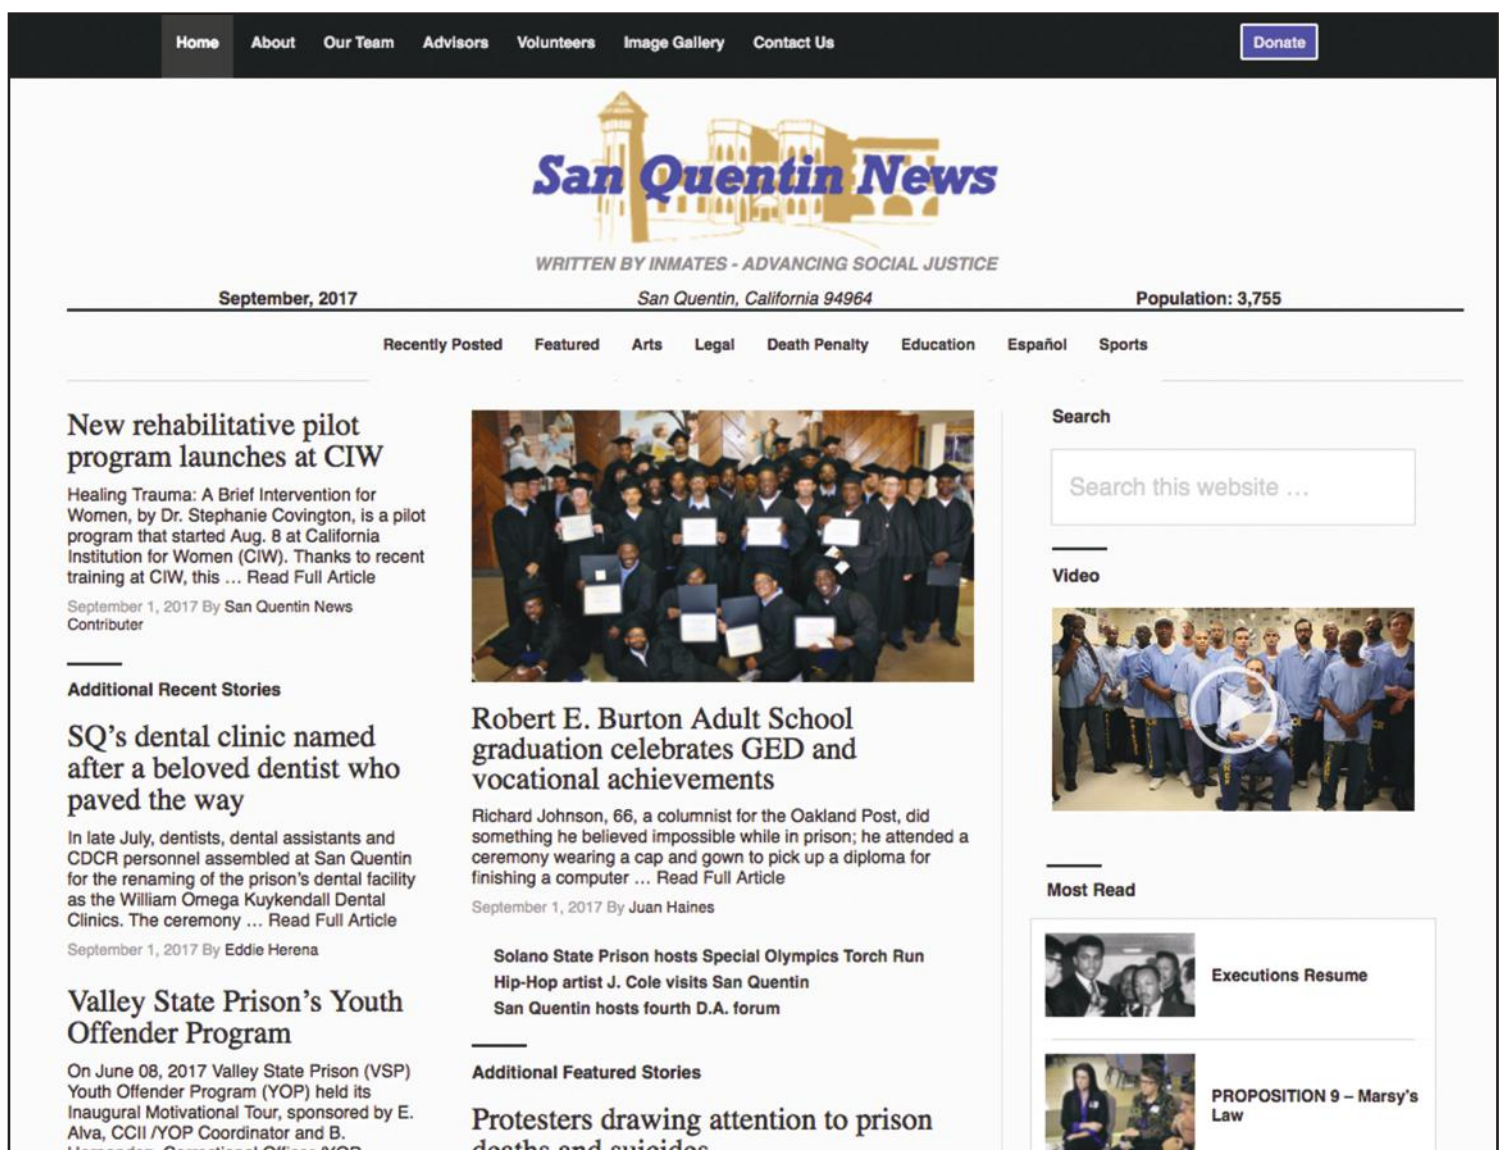 Home About Our Team Advisors Volunteers Image Gallery Contact Us Donate
San Quentin News
WRITTEN BY INMATES - ADVANCING SOCIAL JUSTICE
September, 2017 San Quentin, California 94964 Population: 3,755
Recently Posted Featured Arts Legal Death Penalty Education Español Sports
New rehabilitative pilot
program launches at CIW
Healing Trauma: A Brief Intervention for
Women, by Dr. Stephanie Covington, is a pilot
program that started Aug. 8 at California
Institution for Women (CIW). Thanks to recent
training at CIW, this … Read Full Article
September 1, 2017 By San Quentin News
Contributer
Additional Recent Stories
SQ's dental clinic named
after a beloved dentist who
paved the way
In late July, dentists, dental assistants and
CDCR personnel assembled at San Quentin
for the renaming of the prison's dental facility
as the William Omega Kuykendall Dental
Clinics. The ceremony … Read Full Article
September 1, 2017 By Eddie Herena
Valley State Prison's Youth
Offender Program
On June 08, 2017 Valley State Prison (VSP)
Youth Offender Program (YOP) held its
Inaugural Motivational Tour, sponsored by E.
Alva, CCII /YOP Coordinator and B.
Robert E. Burton Adult School
graduation celebrates GED and
vocational achievements
Richard Johnson, 66, a columnist for the Oakland Post, did
something he believed impossible while in prison; he attended a
ceremony wearing a cap and gown to pick up a diploma for
finishing a computer … Read Full Article
September 1, 2017 By Juan Haines
Solano State Prison hosts Special Olympics Torch Run
Hip-Hop artist J. Cole visits San Quentin
San Quentin hosts fourth D.A. forum
Additional Featured Stories
Protesters drawing attention to prison
deaths and suicides
Search
Search this website …
Video
Most Read
Executions Resume
PROPOSITION 9 – Marsy's
Law